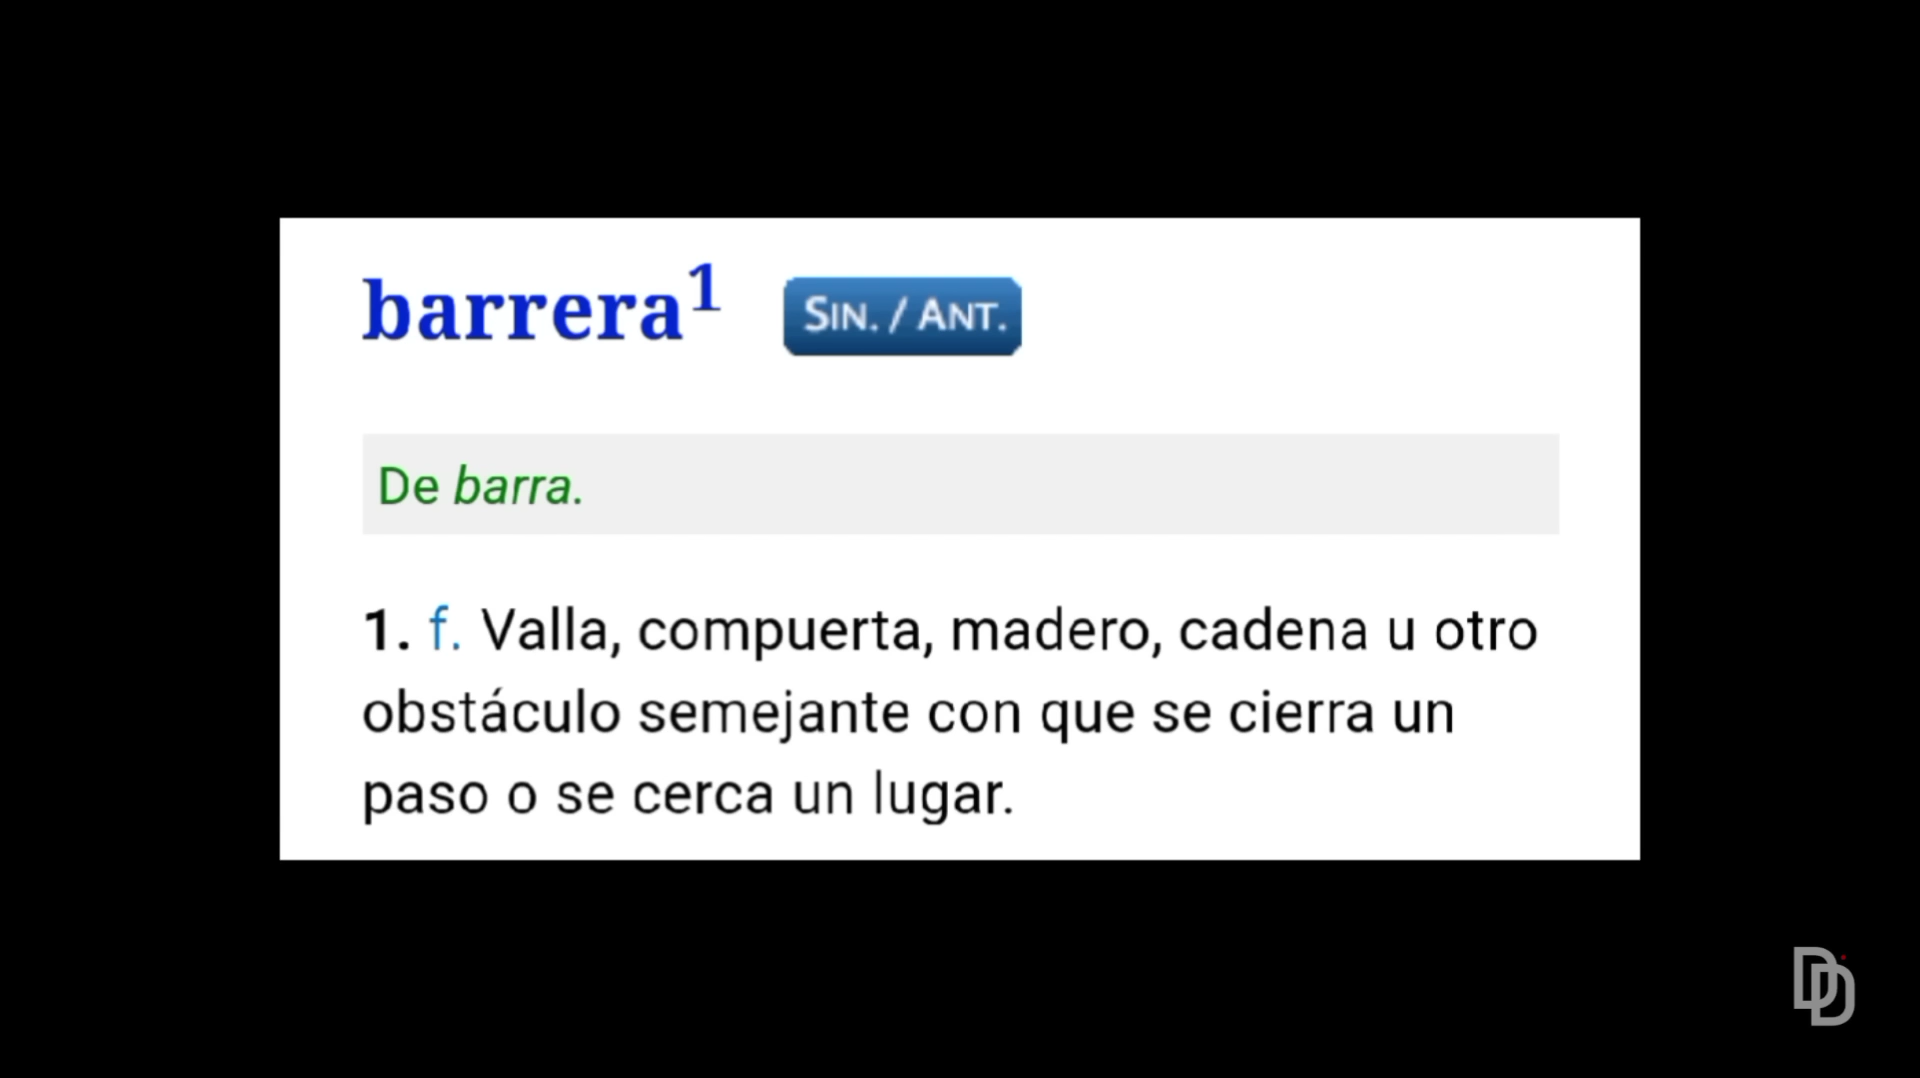 barrera¹ SIN. / ANT.
De barra.
1. f. Valla, compuerta, madero, cadena u otro
obstáculo semejante con que se cierra un
paso o se cerca un lugar.
DD